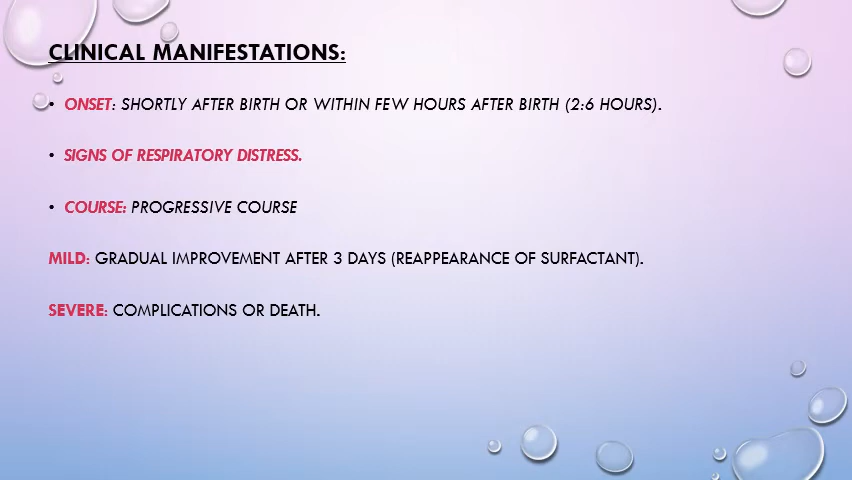 CLINICAL MANIFESTATIONS:
• ONSET: SHORTLY AFTER BIRTH OR WITHIN FEW HOURS AFTER BIRTH (2:6 HOURS).
• SIGNS OF RESPIRATORY DISTRESS.
• COURSE: PROGRESSIVE COURSE
MILD: GRADUAL IMPROVEMENT AFTER 3 DAYS (REAPPEARANCE OF SURFACTANT).
SEVERE: COMPLICATIONS OR DEATH.